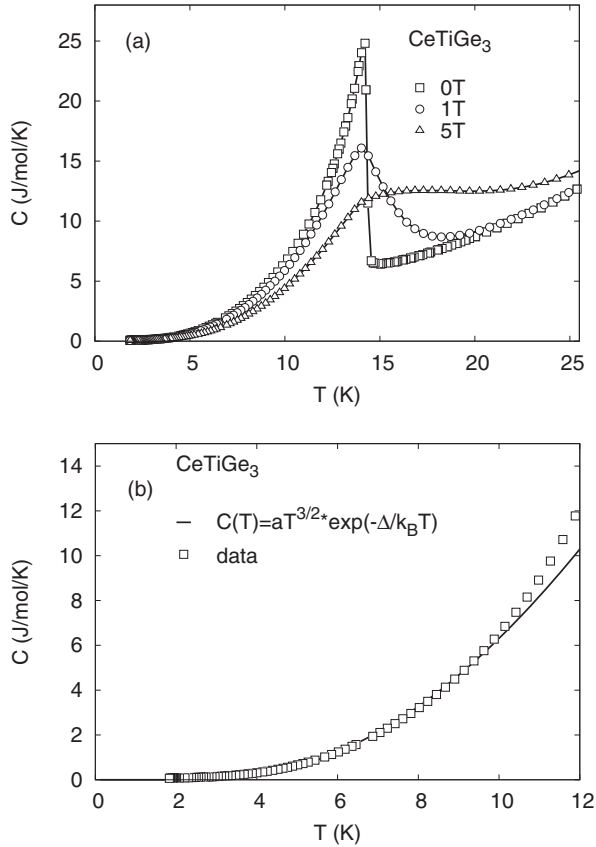 (a)
CeTiGe3
0T
1T
5T
C (J/mol/K)
25
20
15
10
5
0
0 5 10 15 20 25
T (K)
(b)
CeTiGe3
C(T)=aT^3/2*exp(-Δ/kBT)
data
C (J/mol/K)
14
12
10
8
6
4
2
0
0 2 4 6 8 10 12
T (K)